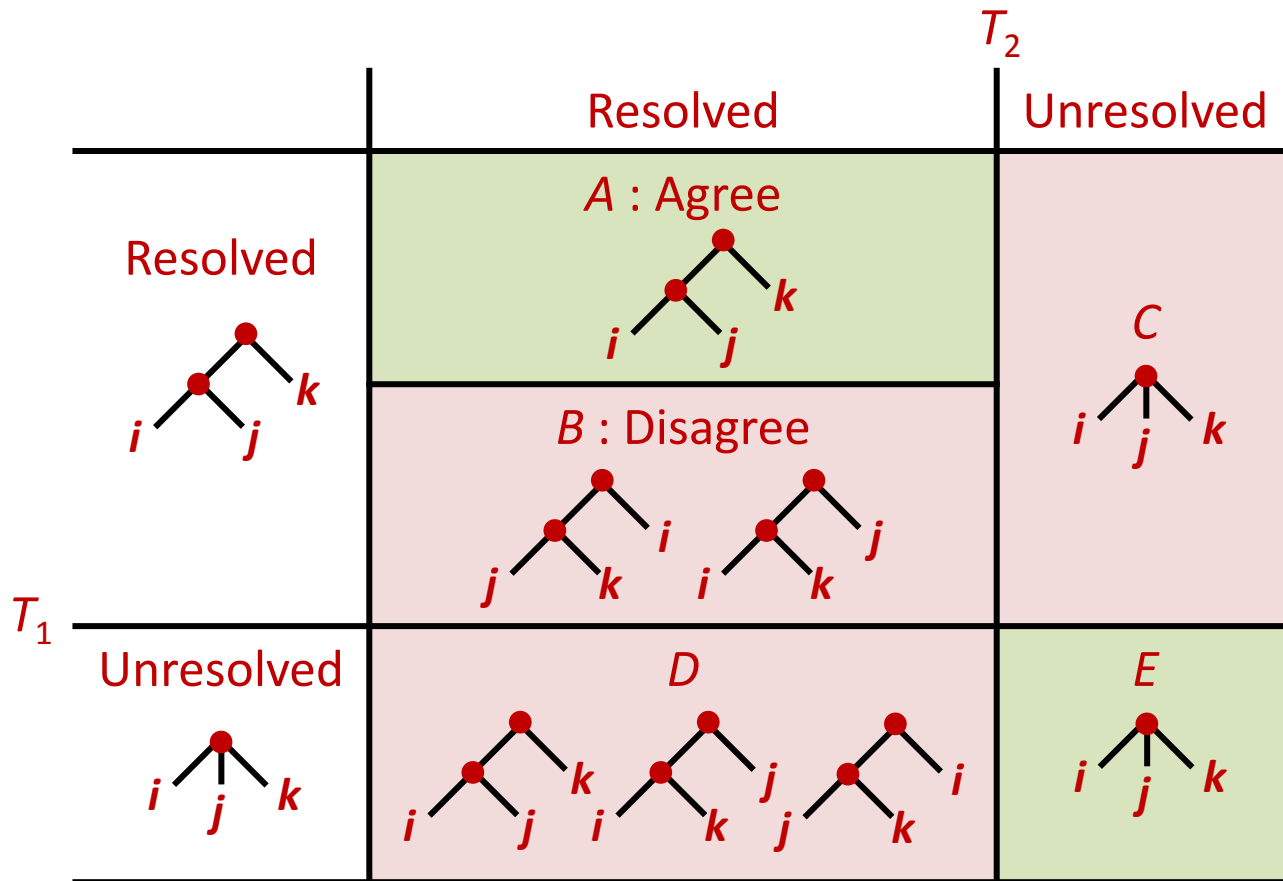 T2
Resolved Unresolved
A : Agree
Resolved
k
i j
k
i j
C
i j k
B : Disagree
i
j k
j
i k
T1
Unresolved
i j k
D
k
i j
j
i k
i
j k
E
i j k